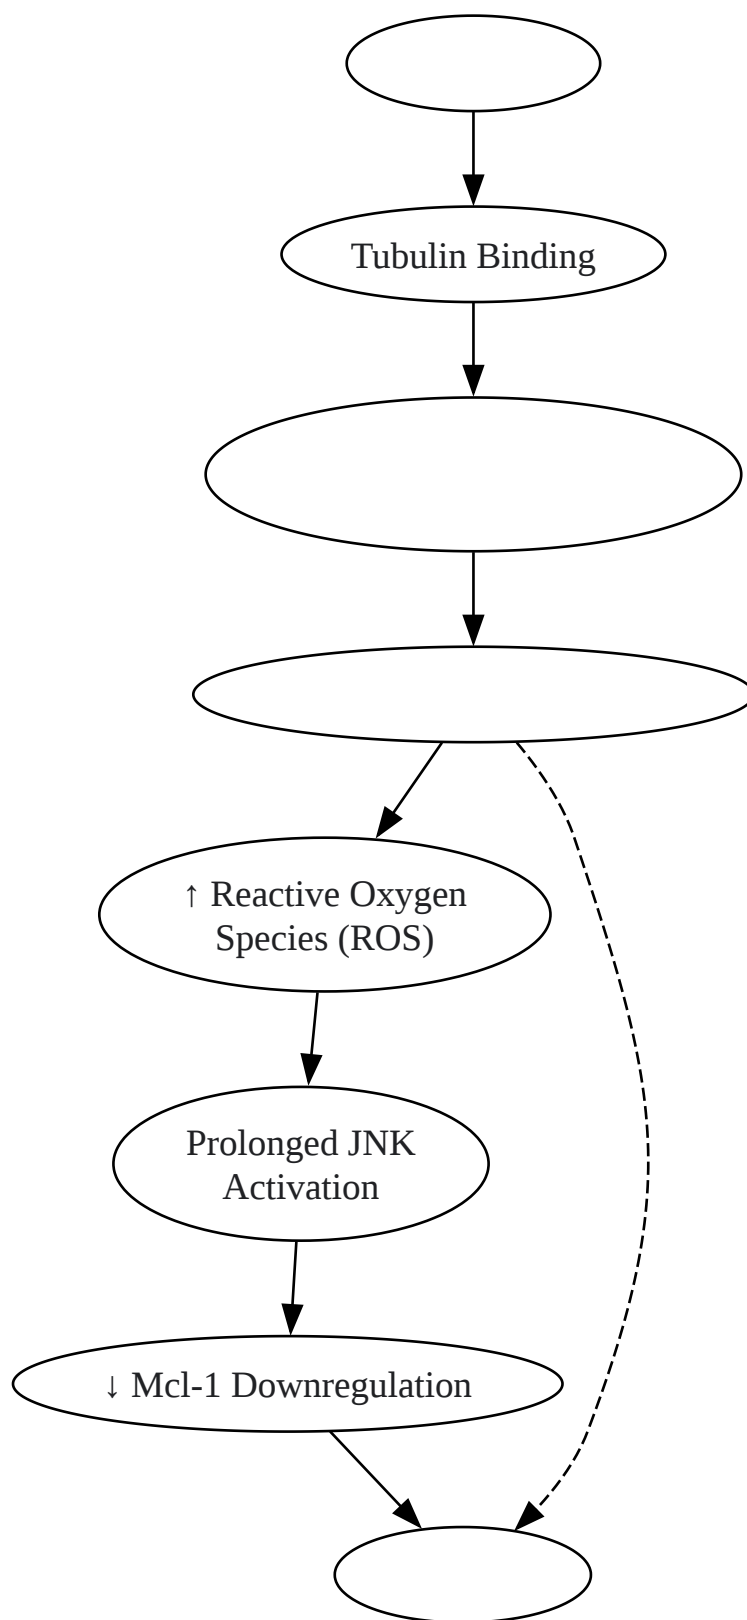 Tubulin Binding
↑ Reactive Oxygen
Species (ROS)
Prolonged JNK
Activation
↓ Mcl-1 Downregulation